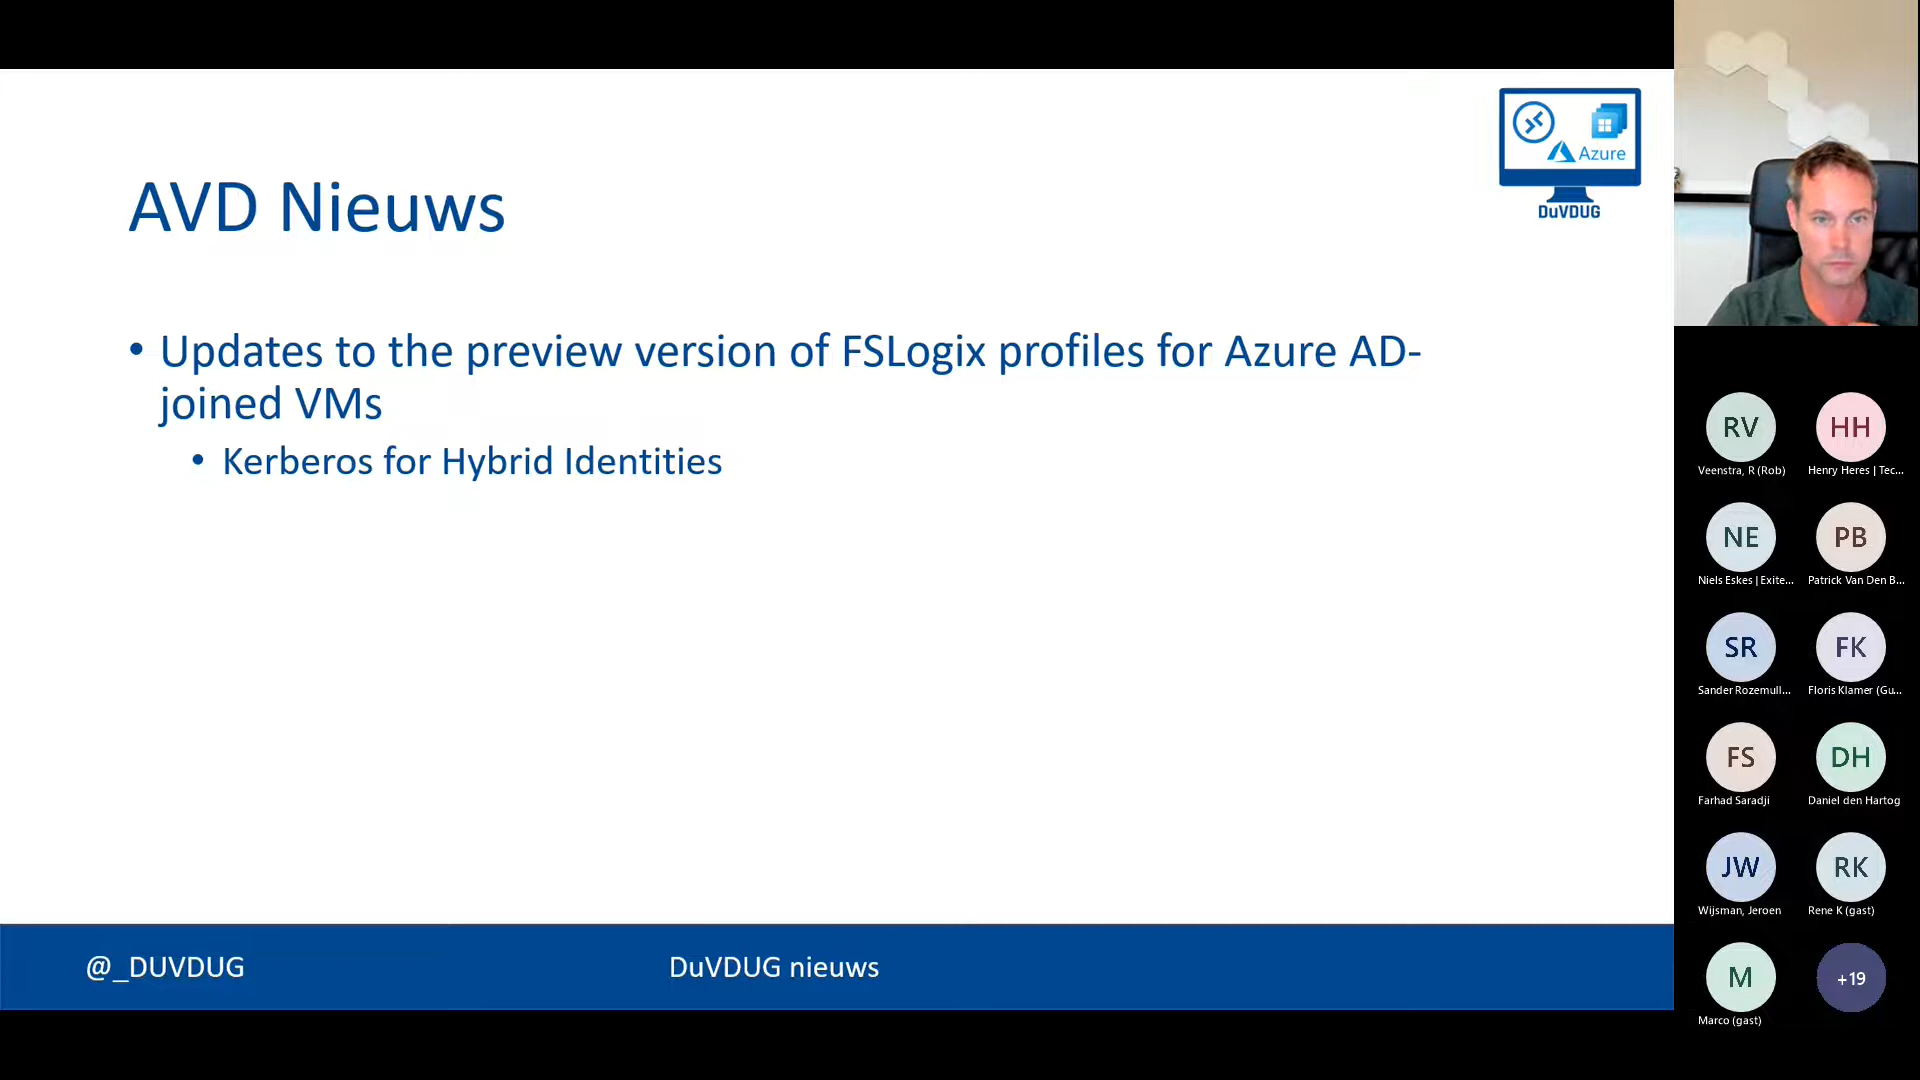 Azure
DuVDUG
AVD Nieuws
• Updates to the preview version of FSLogix profiles for Azure AD-
joined VMs
• Kerberos for Hybrid Identities
@_DUVDUG
DuVDUG nieuws
RV
Veenstra, R (Rob)
HH
Henry Heres | Tec...
NE
Niels Eskes | Exite...
PB
Patrick Van Den B...
SR
Sander Rozemull...
FK
Floris Klamer (Gu...
FS
Farhad Saradji
DH
Daniel den Hartog
JW
Wijsman, Jeroen
RK
Rene K (gast)
M
Marco (gast)
+19